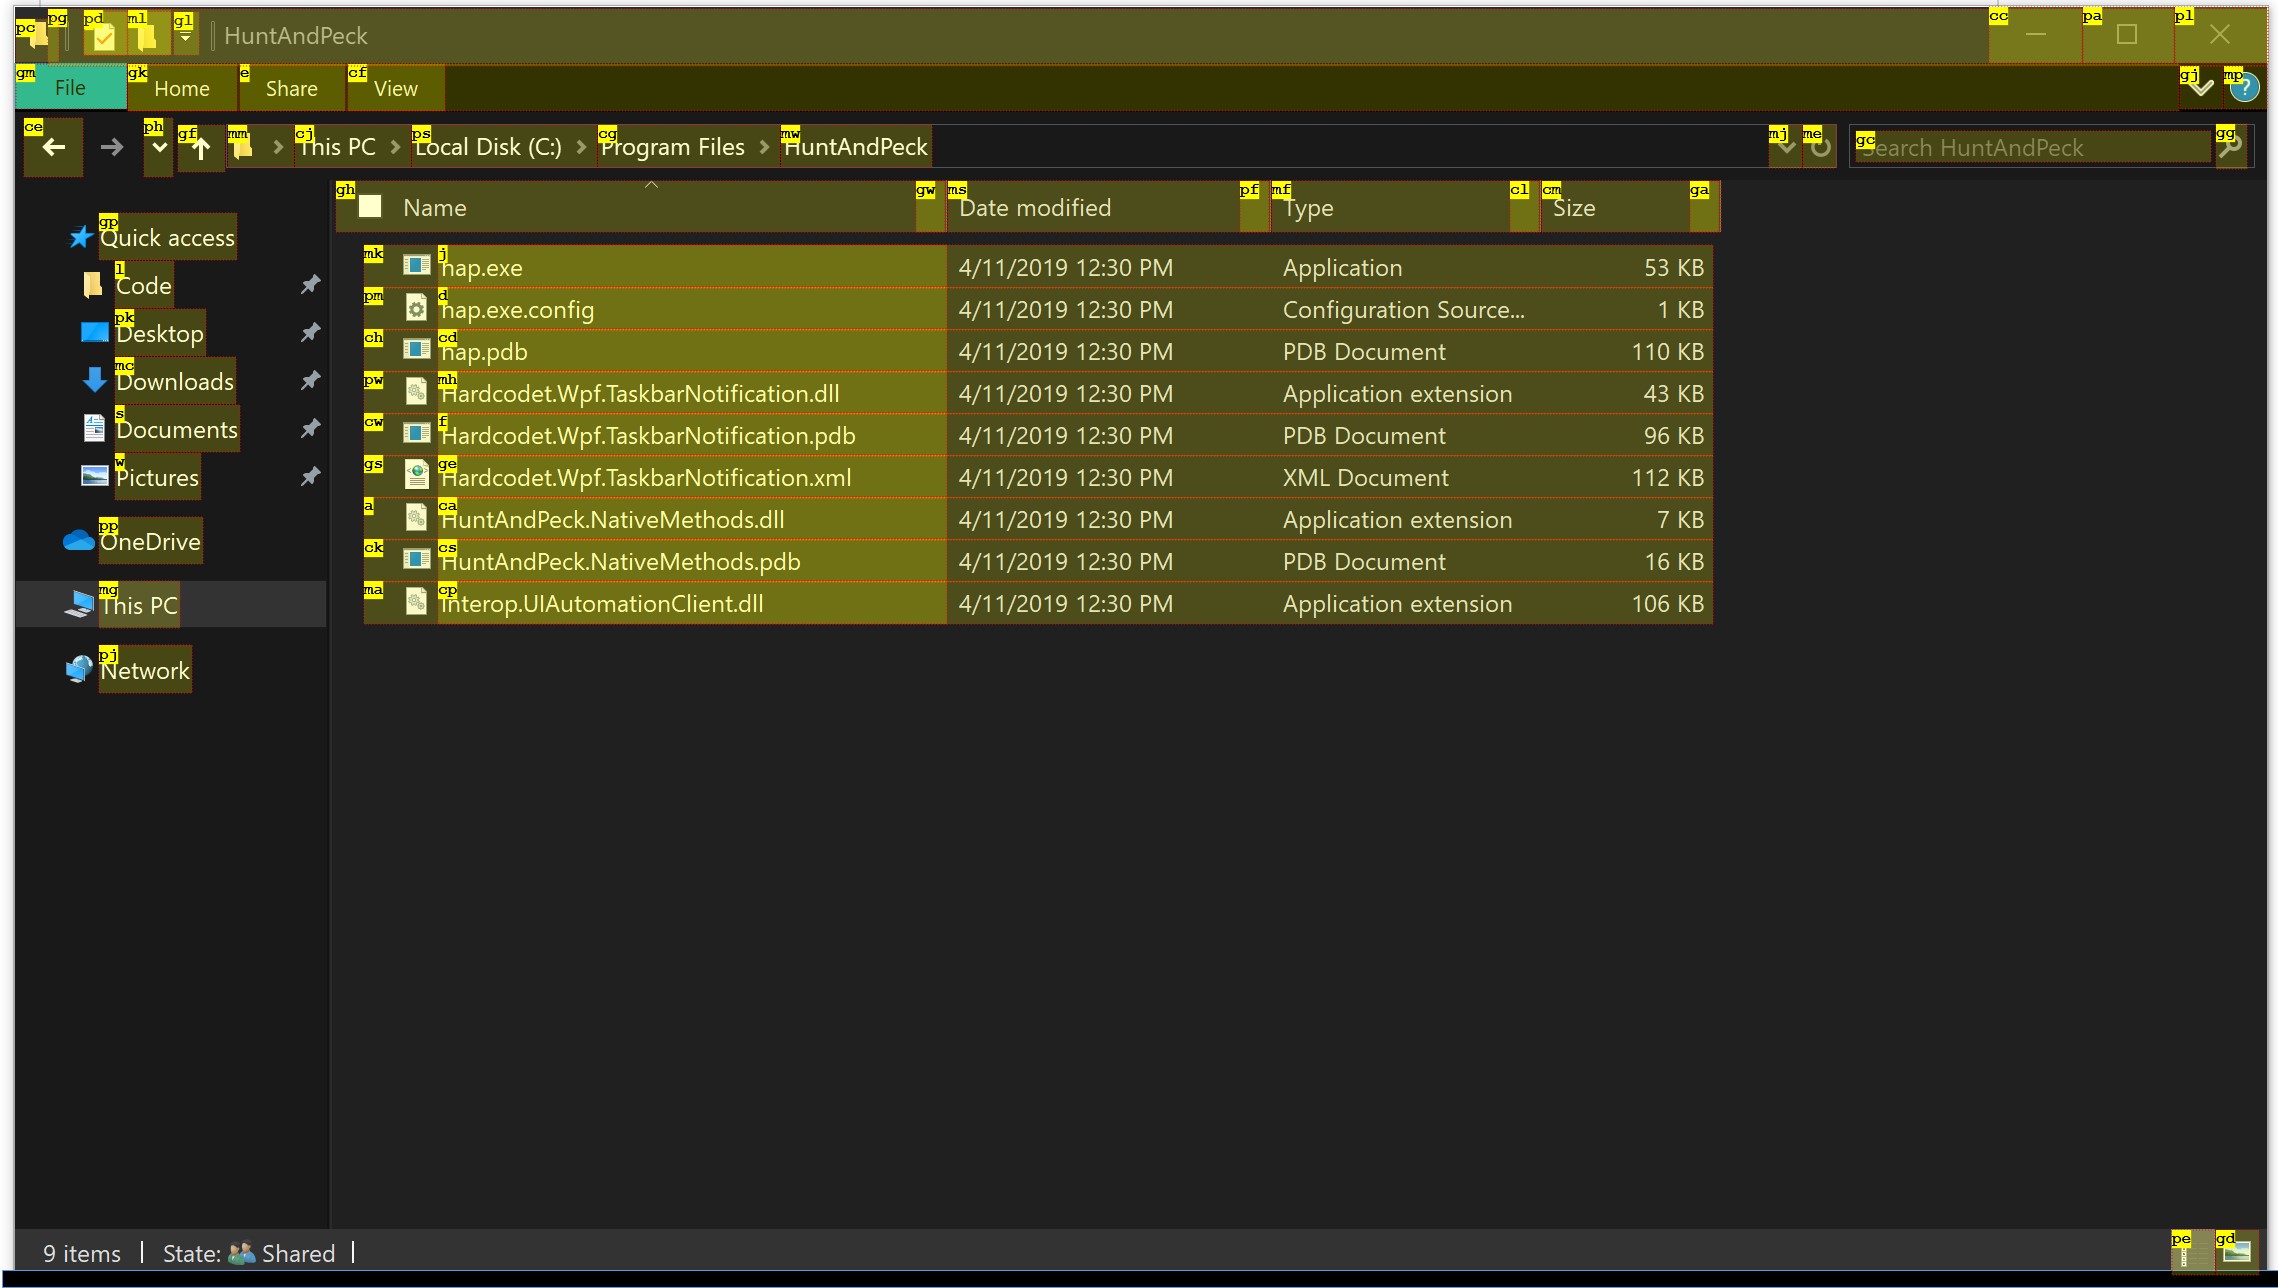 pc pg pd ml gl HuntAndPeck cc pa pl
gm File gk Home e Share cf View gj mp ?
ce ph gf mm cj This PC ps Local Disk (C:) cg Program Files mw HuntAndPeck mj me gc Search HuntAndPeck gg
gh Name gw ms Date modified pf mf Type cl cm Size ga
gp Quick access
l Code
pk Desktop
mc Downloads
s Documents
w Pictures
pp OneDrive
mg This PC
pj Network
mk j hap.exe 4/11/2019 12:30 PM Application 53 KB
pm d hap.exe.config 4/11/2019 12:30 PM Configuration Source... 1 KB
ch cd hap.pdb 4/11/2019 12:30 PM PDB Document 110 KB
pw mh Hardcodet.Wpf.TaskbarNotification.dll 4/11/2019 12:30 PM Application extension 43 KB
cw f Hardcodet.Wpf.TaskbarNotification.pdb 4/11/2019 12:30 PM PDB Document 96 KB
gs ge Hardcodet.Wpf.TaskbarNotification.xml 4/11/2019 12:30 PM XML Document 112 KB
a ca HuntAndPeck.NativeMethods.dll 4/11/2019 12:30 PM Application extension 7 KB
ck cs HuntAndPeck.NativeMethods.pdb 4/11/2019 12:30 PM PDB Document 16 KB
ma cp Interop.UIAutomationClient.dll 4/11/2019 12:30 PM Application extension 106 KB
9 items State: Shared pe gd